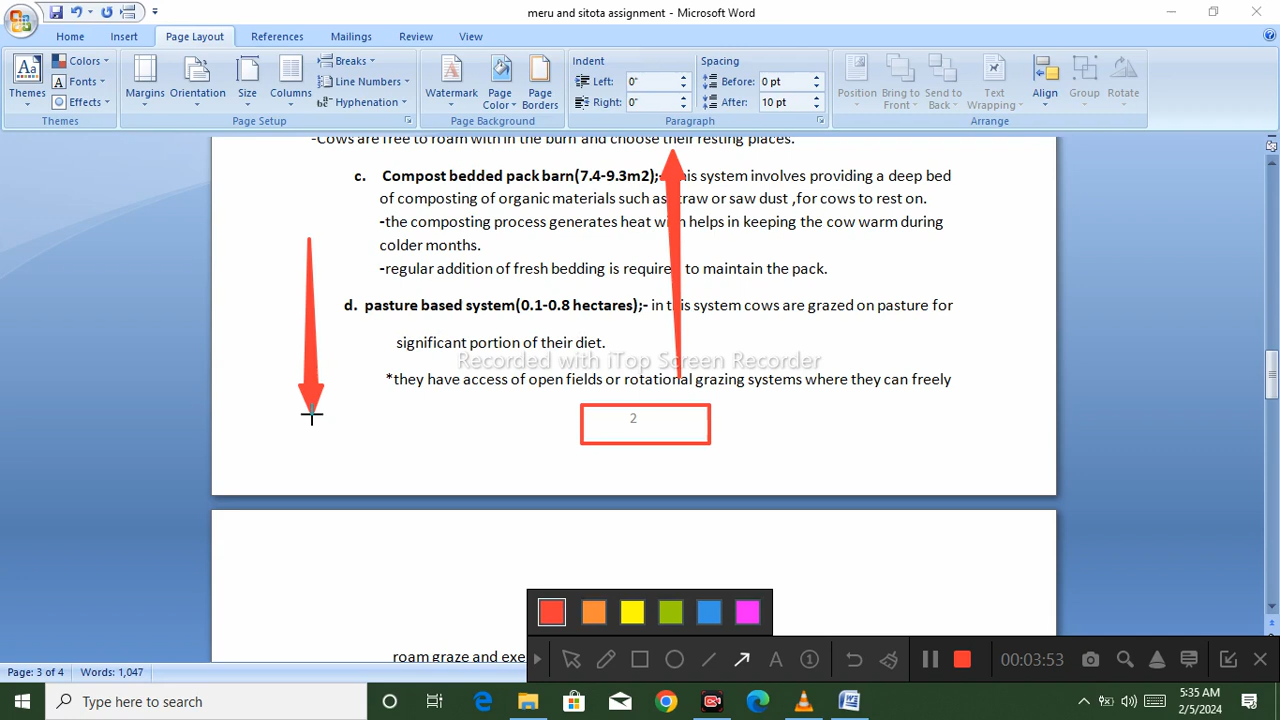 meru and sitota assignment - Microsoft Word
Home Insert Page Layout References Mailings Review View
Themes Colors Fonts Effects Themes
Margins Orientation Size Columns Breaks Line Numbers Hyphenation Page Setup
Watermark Page Color Page Borders Page Background
Indent Left: 0" Right: 0" Spacing Before: 0 pt After: 10 pt Paragraph
Position Bring to Front Send to Back Text Wrapping Align Group Rotate Arrange
-Cows are free to roam with in the burn and choose their resting places.
c. Compost bedded pack barn(7.4-9.3m2);- this system involves providing a deep bed
of composting of organic materials such as straw or saw dust ,for cows to rest on.
-the composting process generates heat wich helps in keeping the cow warm during
colder months.
-regular addition of fresh bedding is required to maintain the pack.
d. pasture based system(0.1-0.8 hectares);- in this system cows are grazed on pasture for
significant portion of their diet.
Recorded with iTop Screen Recorder
*they have access of open fields or rotational grazing systems where they can freely
2
roam graze and exe
A 1 00:03:53
Page: 3 of 4 Words: 1,047
Type here to search
5:35 AM
2/5/2024